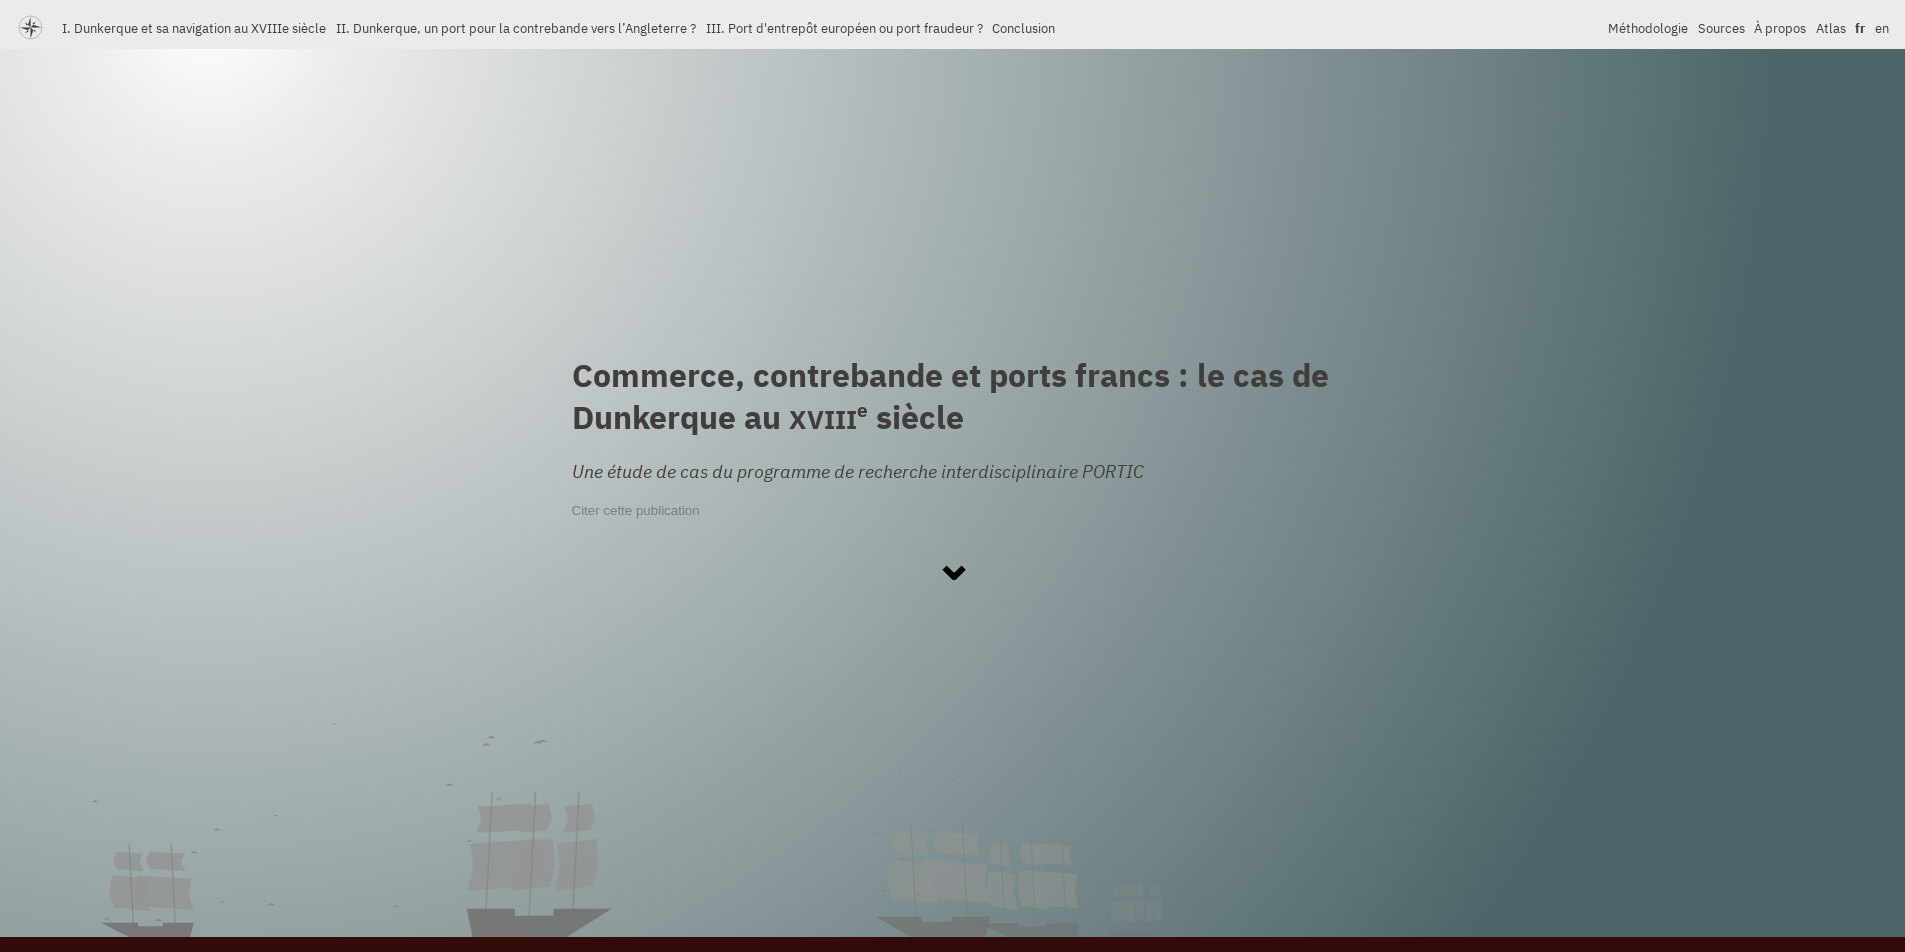 I. Dunkerque et sa navigation au XVIIIe siècle II. Dunkerque, un port pour la contrebande vers l’Angleterre ? III. Port d'entrepôt européen ou port fraudeur ? Conclusion Méthodologie Sources À propos Atlas fr en
Commerce, contrebande et ports francs : le cas de
Dunkerque au XVIIIe siècle
Une étude de cas du programme de recherche interdisciplinaire PORTIC
Citer cette publication